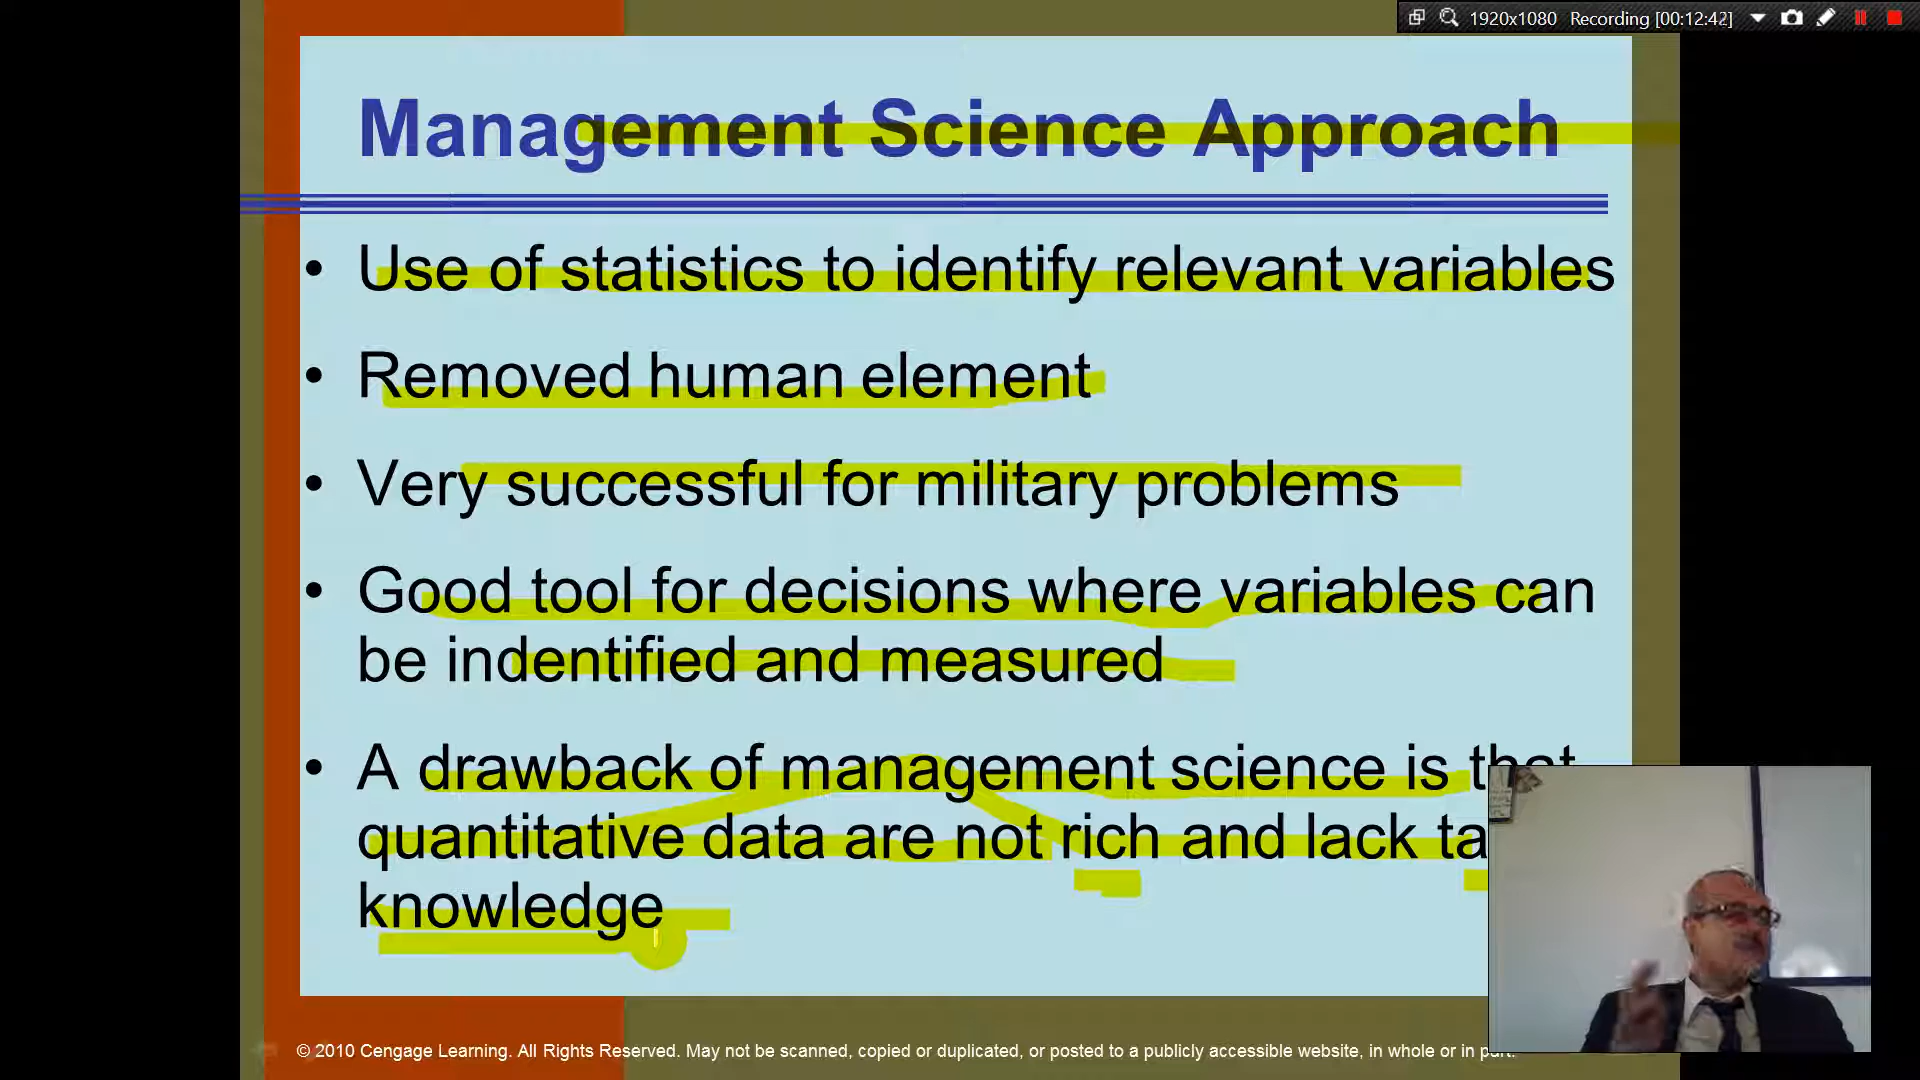 1920x1080 Recording [00:12:42]
Management Science Approach
• Use of statistics to identify relevant variables
• Removed human element
• Very successful for military problems
• Good tool for decisions where variables can
be indentified and measured
• A drawback of management science is that
quantitative data are not rich and lack
knowledge
© 2010 Cengage Learning. All Rights Reserved. May not be scanned, copied or duplicated, or posted to a publicly accessible website, in whole or in part.